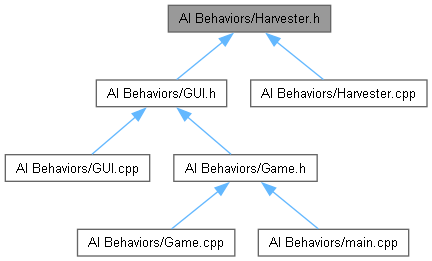 AI Behaviors/Harvester.h
AI Behaviors/GUI.h
AI Behaviors/Harvester.cpp
AI Behaviors/GUI.cpp
AI Behaviors/Game.h
AI Behaviors/Game.cpp
AI Behaviors/main.cpp